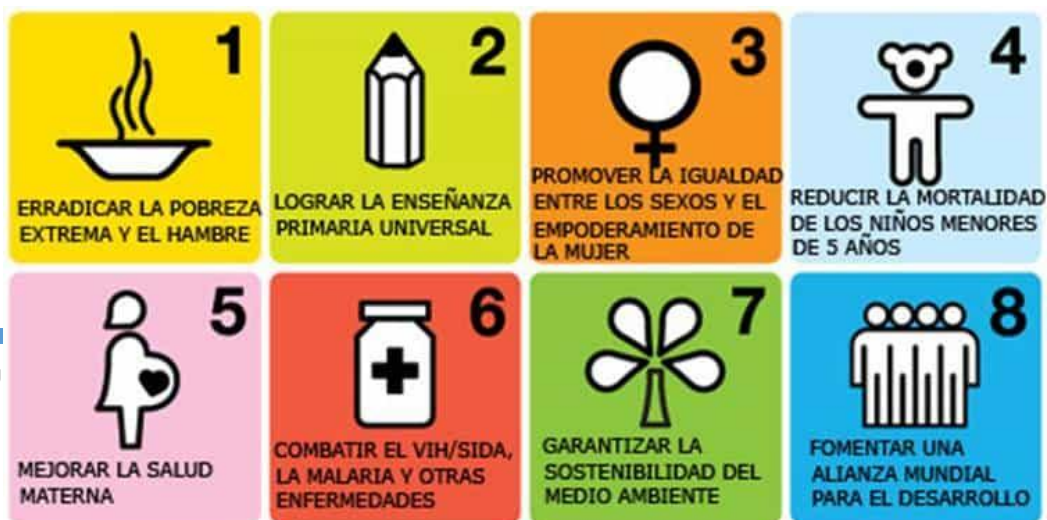 1
ERRADICAR LA POBREZA
EXTREMA Y EL HAMBRE
2
LOGRAR LA ENSEÑANZA
PRIMARIA UNIVERSAL
3
PROMOVER LA IGUALDAD
ENTRE LOS SEXOS Y EL
EMPODERAMIENTO DE
LA MUJER
4
REDUCIR LA MORTALIDAD
DE LOS NIÑOS MENORES
DE 5 AÑOS
5
MEJORAR LA SALUD
MATERNA
6
COMBATIR EL VIH/SIDA,
LA MALARIA Y OTRAS
ENFERMEDADES
7
GARANTIZAR LA
SOSTENIBILIDAD DEL
MEDIO AMBIENTE
8
FOMENTAR UNA
ALIANZA MUNDIAL
PARA EL DESARROLLO